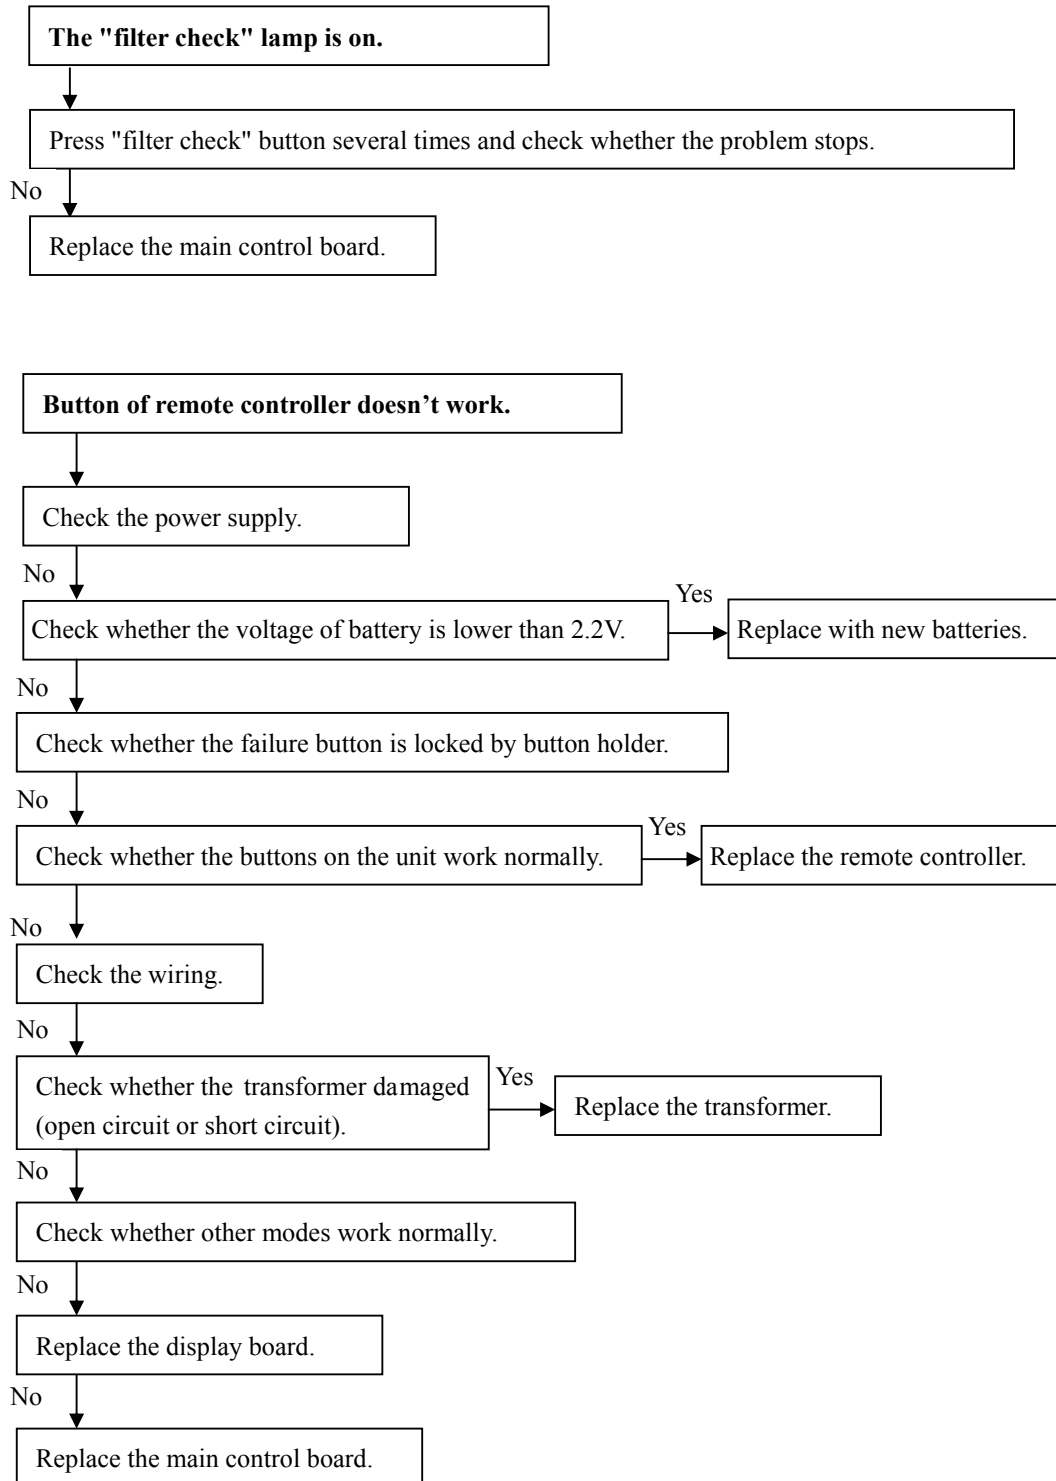 The "filter check" lamp is on.
Press "filter check" button several times and check whether the problem stops.
No
Replace the main control board.
Button of remote controller doesn’t work.
Check the power supply.
No
Yes
Check whether the voltage of battery is lower than 2.2V.
Replace with new batteries.
No
Check whether the failure button is locked by button holder.
No
Yes
Check whether the buttons on the unit work normally.
Replace the remote controller.
No
Check the wiring.
No
Check whether the transformer damaged
(open circuit or short circuit).
Yes
Replace the transformer.
No
Check whether other modes work normally.
No
Replace the display board.
No
Replace the main control board.